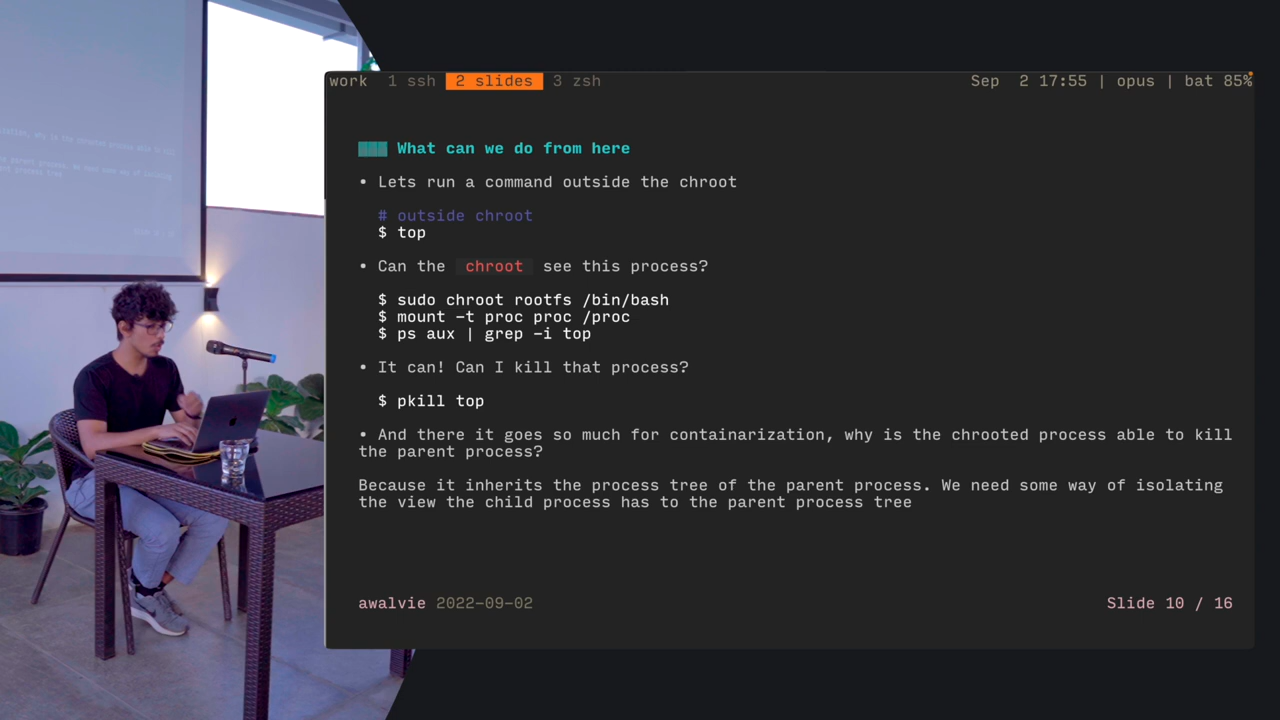 work 1 ssh 2 slides 3 zsh Sep 2 17:55 | opus | bat 85%
What can we do from here
• Lets run a command outside the chroot
# outside chroot
$ top
• Can the chroot see this process?
$ sudo chroot rootfs /bin/bash
$ mount -t proc proc /proc
$ ps aux | grep -i top
• It can! Can I kill that process?
$ pkill top
• And there it goes so much for containarization, why is the chrooted process able to kill
the parent process?
Because it inherits the process tree of the parent process. We need some way of isolating
the view the child process has to the parent process tree
awalvie 2022-09-02 Slide 10 / 16